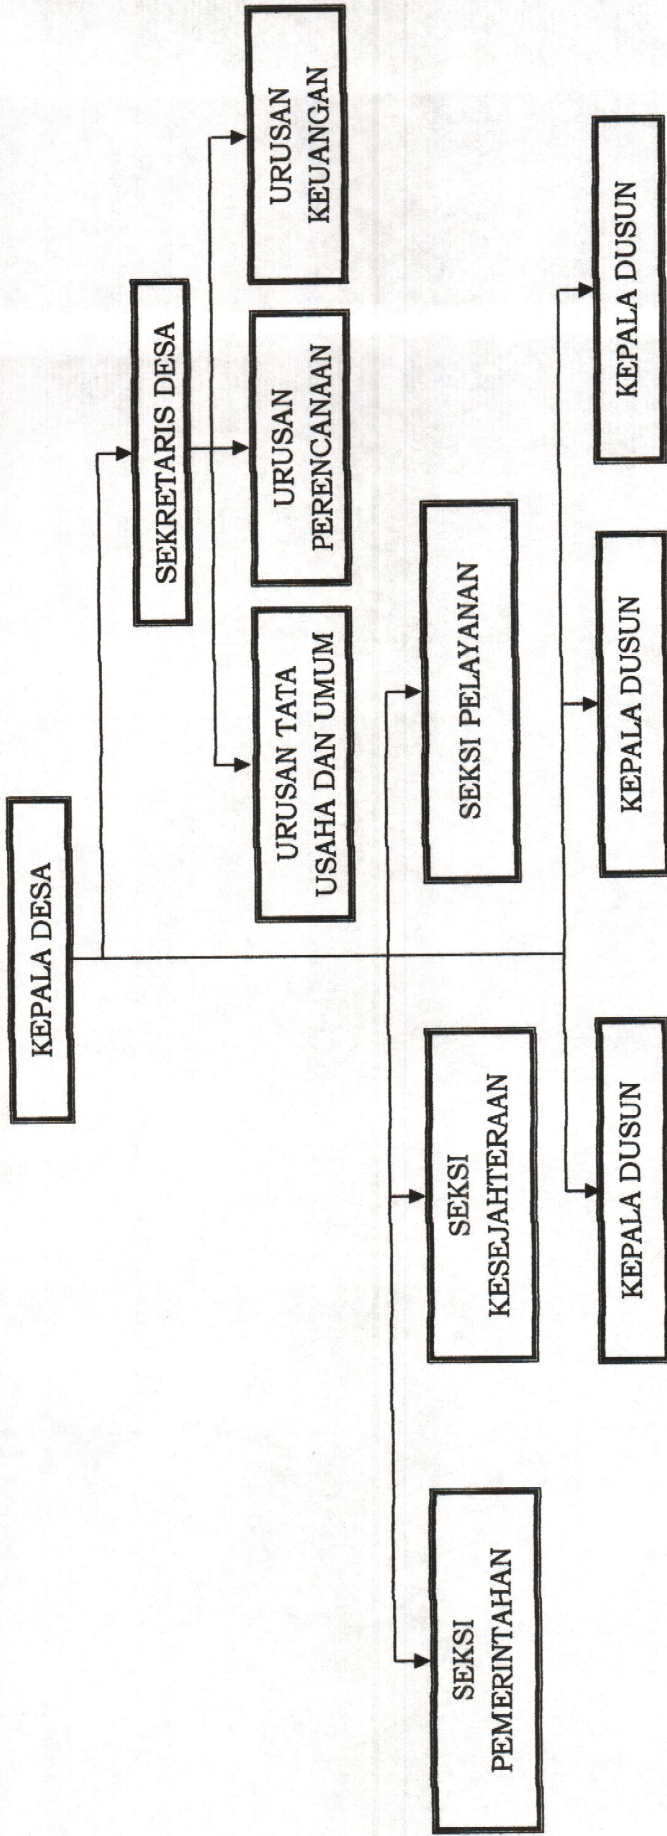 KEPALA DESA
SEKRETARIS DESA
URUSAN TATA
USAHA DAN UMUM
URUSAN
PERENCANAAN
URUSAN
KEUANGAN
SEKSI
PEMERINTAHAN
SEKSI
KESEJAHTERAAN
SEKSI PELAYANAN
KEPALA DUSUN
KEPALA DUSUN
KEPALA DUSUN